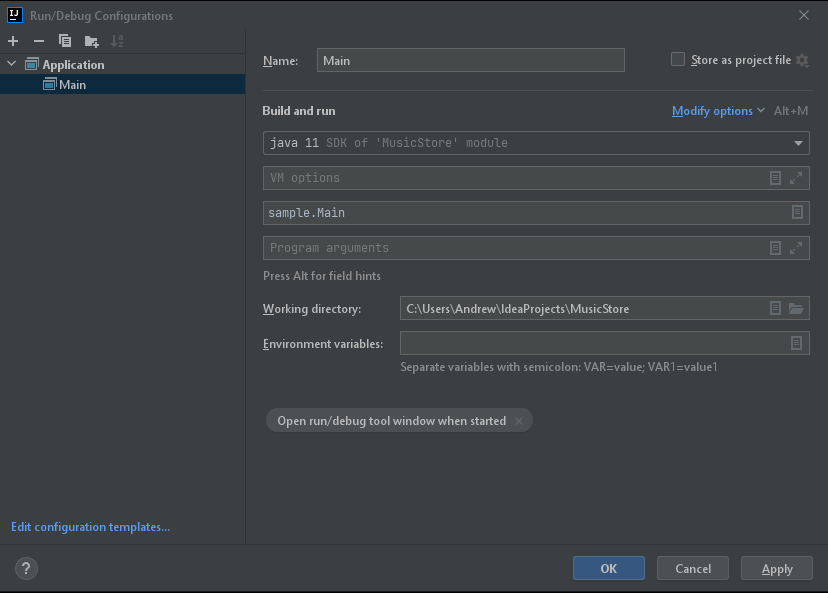 IJ Run/Debug Configurations
Application
Main
Edit configuration templates...
Name: Main Store as project file
Build and run Modify options Alt+M
java 11 SDK of 'MusicStore' module
VM options
sample.Main
Program arguments
Press Alt for field hints
Working directory: C:\Users\Andrew\IdeaProjects\MusicStore
Environment variables:
Separate variables with semicolon: VAR=value; VAR1=value1
Open run/debug tool window when started
? OK Cancel Apply